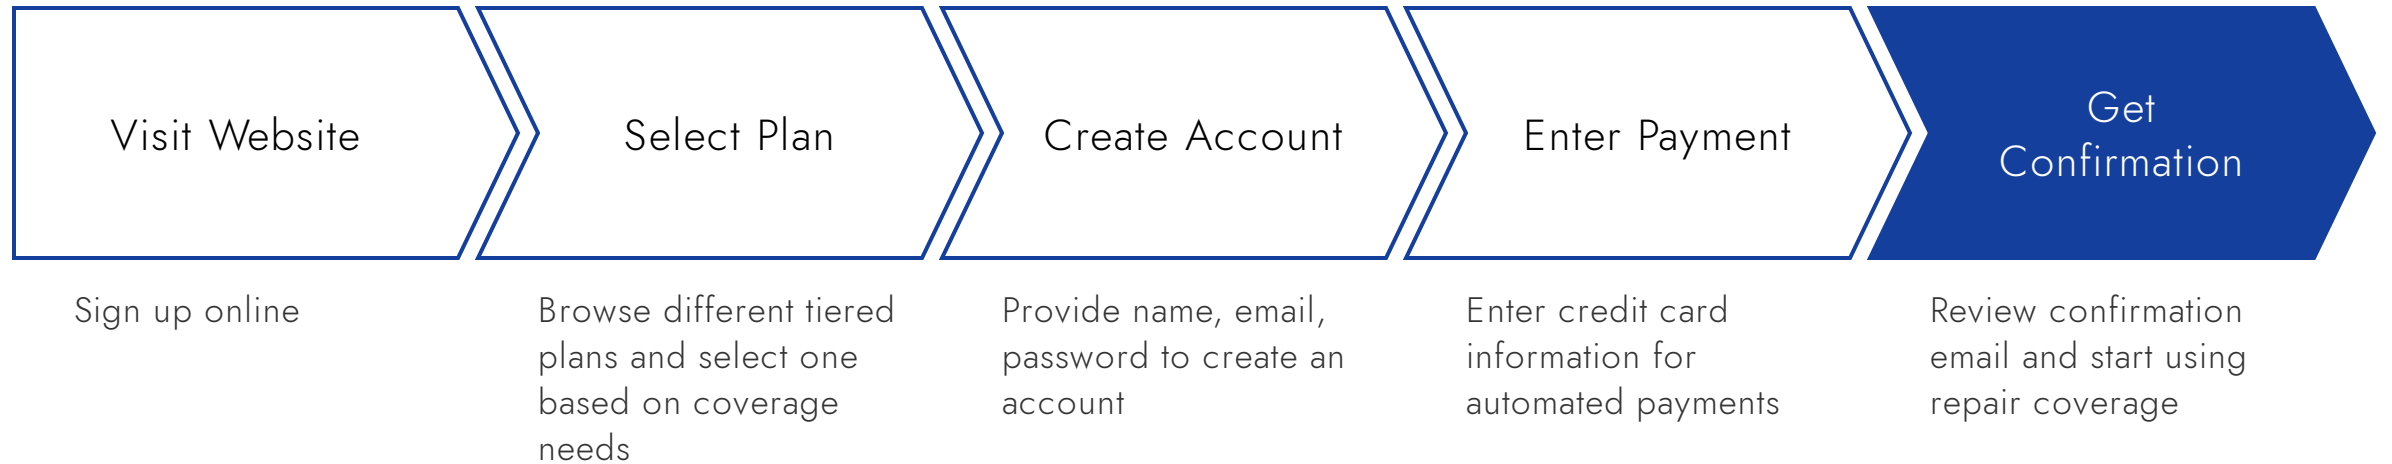 Visit Website
Select Plan
Create Account
Enter Payment
Get
Confirmation
Sign up online
Browse different tiered
plans and select one
based on coverage
needs
Provide name, email,
password to create an
account
Enter credit card
information for
automated payments
Review confirmation
email and start using
repair coverage